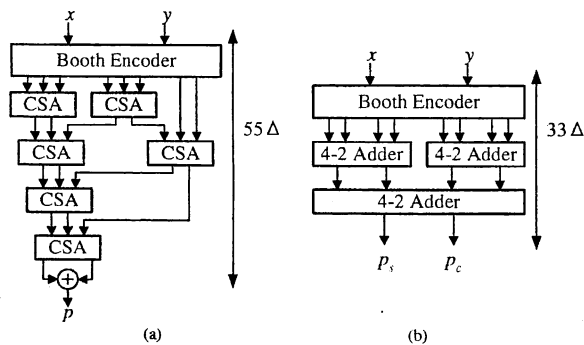 x y
Booth Encoder
CSA CSA
CSA CSA
CSA
CSA
+
p
55 Δ
(a)
x y
Booth Encoder
4-2 Adder 4-2 Adder
4-2 Adder
p_s p_c
33 Δ
(b)